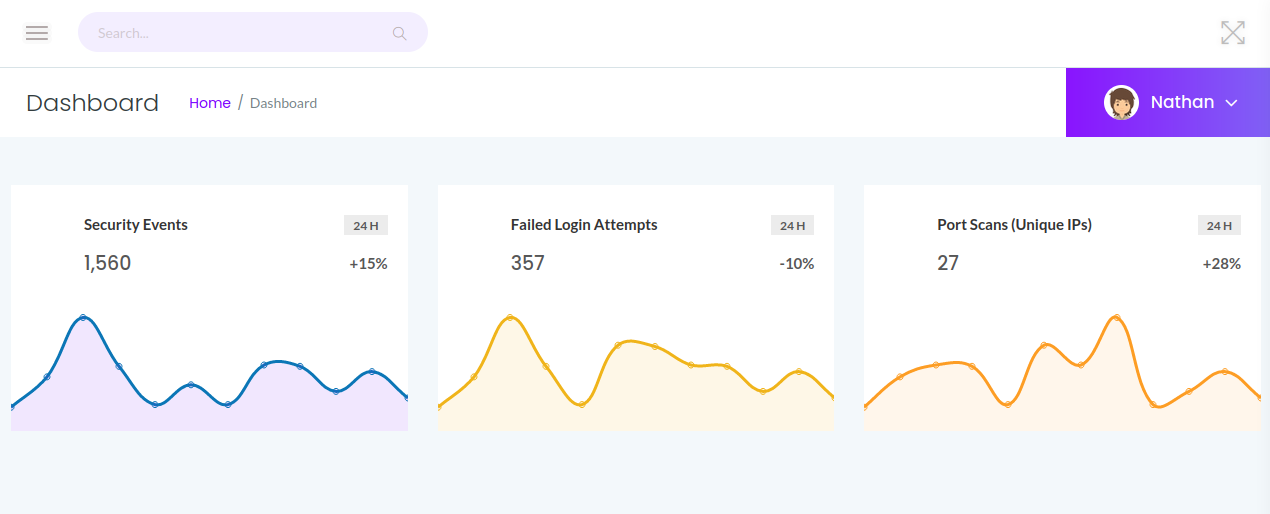 Search...
Dashboard
Home / Dashboard
Nathan
Security Events
24 H
1,560
+15%
Failed Login Attempts
24 H
357
-10%
Port Scans (Unique IPs)
24 H
27
+28%